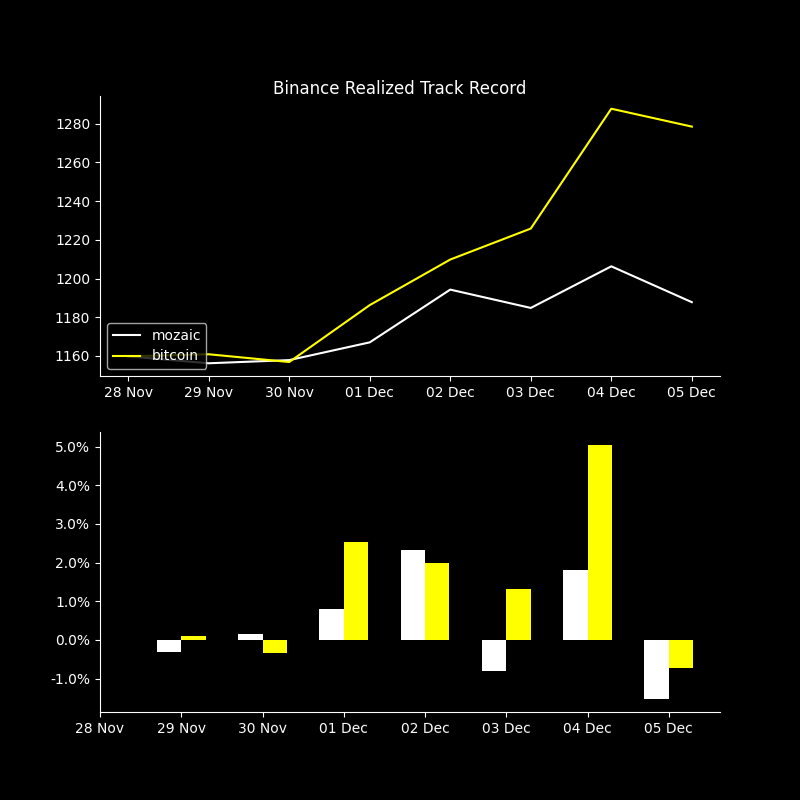 Binance Realized Track Record
1280
1260
1240
1220
1200
1180
1160
mozaic
bitcoin
28 Nov 29 Nov 30 Nov 01 Dec 02 Dec 03 Dec 04 Dec 05 Dec
5.0%
4.0%
3.0%
2.0%
1.0%
0.0%
-1.0%
28 Nov 29 Nov 30 Nov 01 Dec 02 Dec 03 Dec 04 Dec 05 Dec